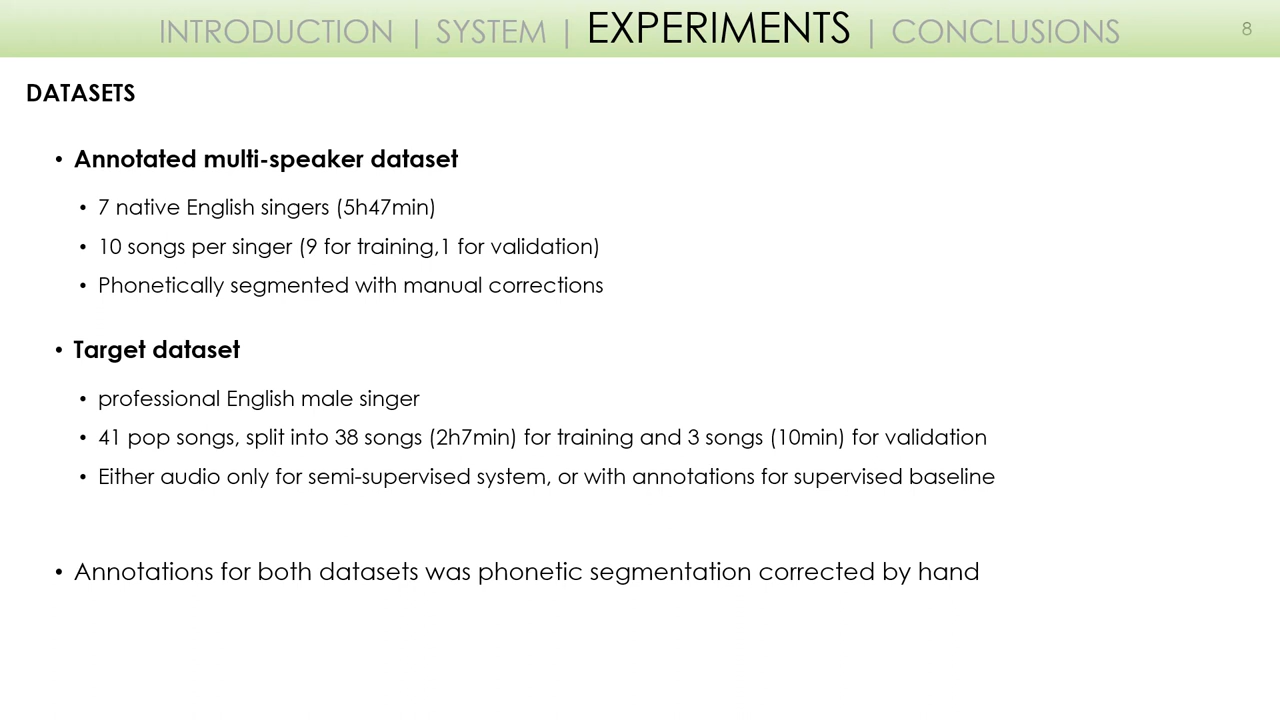 INTRODUCTION | SYSTEM | EXPERIMENTS | CONCLUSIONS 8
DATASETS
• Annotated multi-speaker dataset
• 7 native English singers (5h47min)
• 10 songs per singer (9 for training,1 for validation)
• Phonetically segmented with manual corrections
• Target dataset
• professional English male singer
• 41 pop songs, split into 38 songs (2h7min) for training and 3 songs (10min) for validation
• Either audio only for semi-supervised system, or with annotations for supervised baseline
• Annotations for both datasets was phonetic segmentation corrected by hand